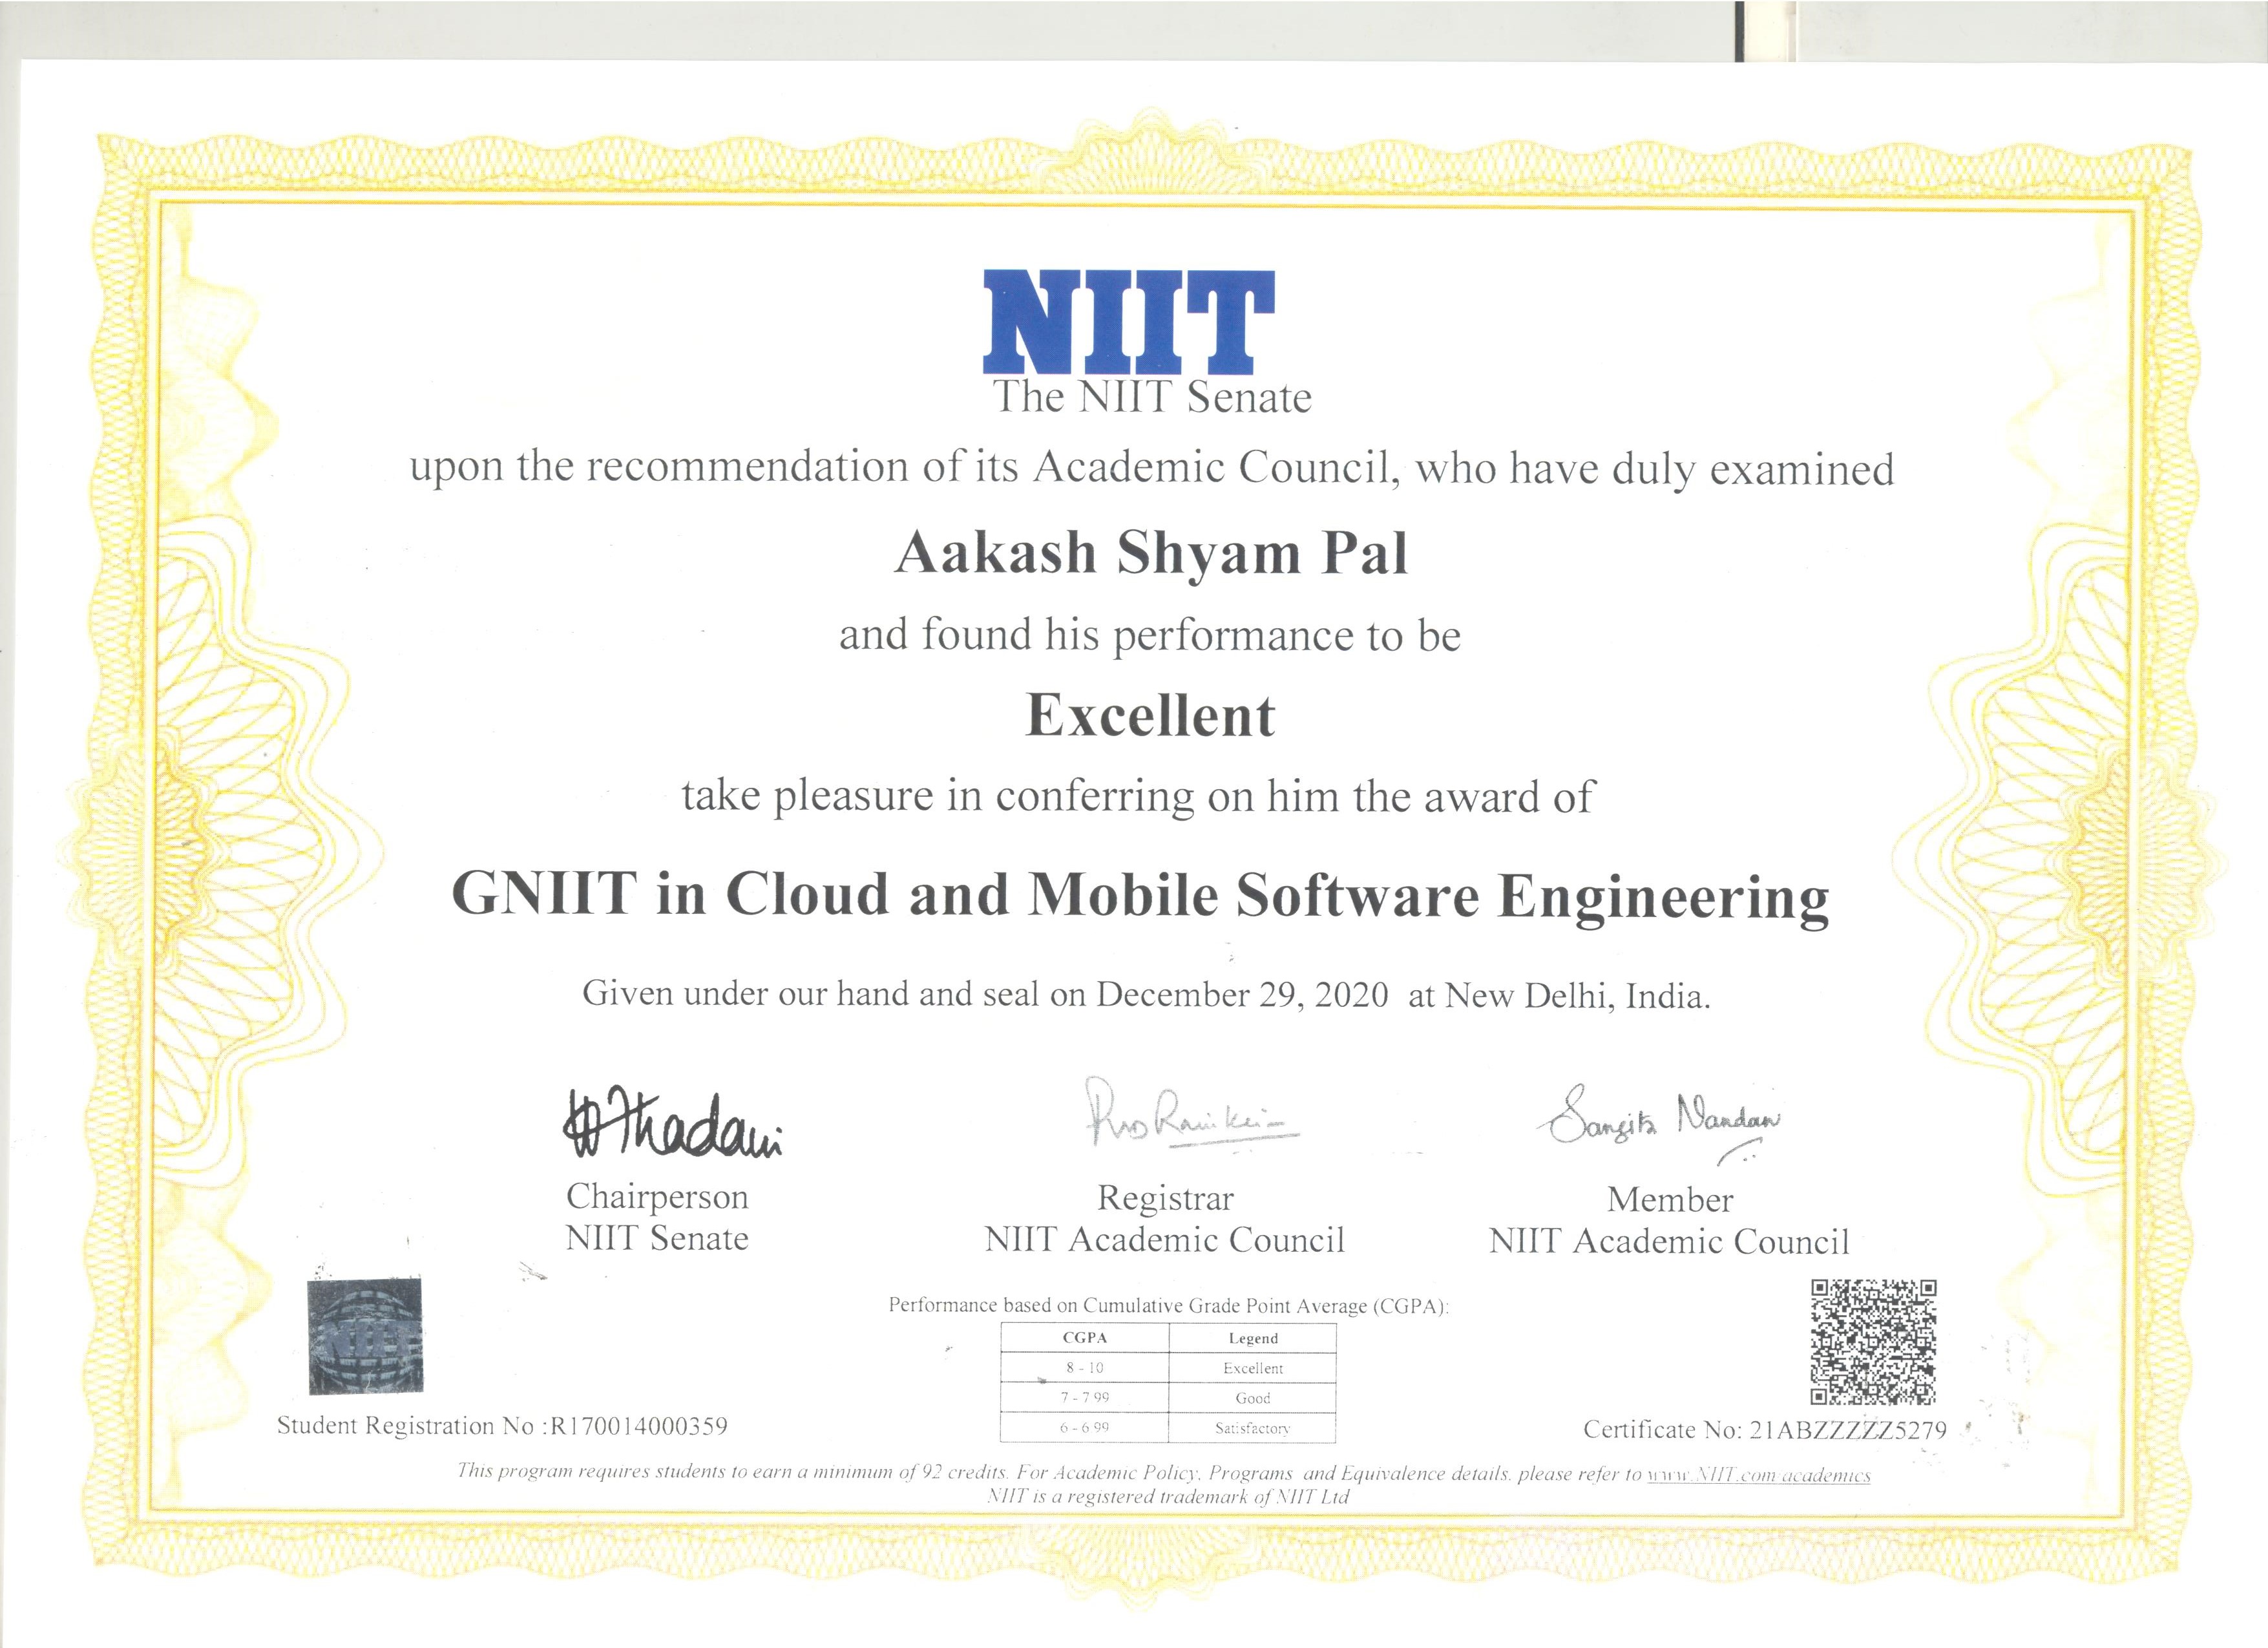 NIIT
The NIIT Senate
upon the recommendation of its Academic Council, who have duly examined
Aakash Shyam Pal
and found his performance to be
Excellent
take pleasure in conferring on him the award of
GNIIT in Cloud and Mobile Software Engineering
Given under our hand and seal on December 29, 2020 at New Delhi, India.
Thadani
Sangita Nandan
Chairperson
NIIT Senate
Registrar
NIIT Academic Council
Member
NIIT Academic Council
NIIT
Performance based on Cumulative Grade Point Average (CGPA):
CGPA Legend
8 - 10 Excellent
7 - 7.99 Good
6 - 6.99 Satisfactory
Student Registration No :R170014000359
Certificate No: 21ABZZZZZ5279
This program requires students to earn a minimum of 92 credits. For Academic Policy, Programs and Equivalence details, please refer to www.NIIT.com academics
NIIT is a registered trademark of NIIT Ltd